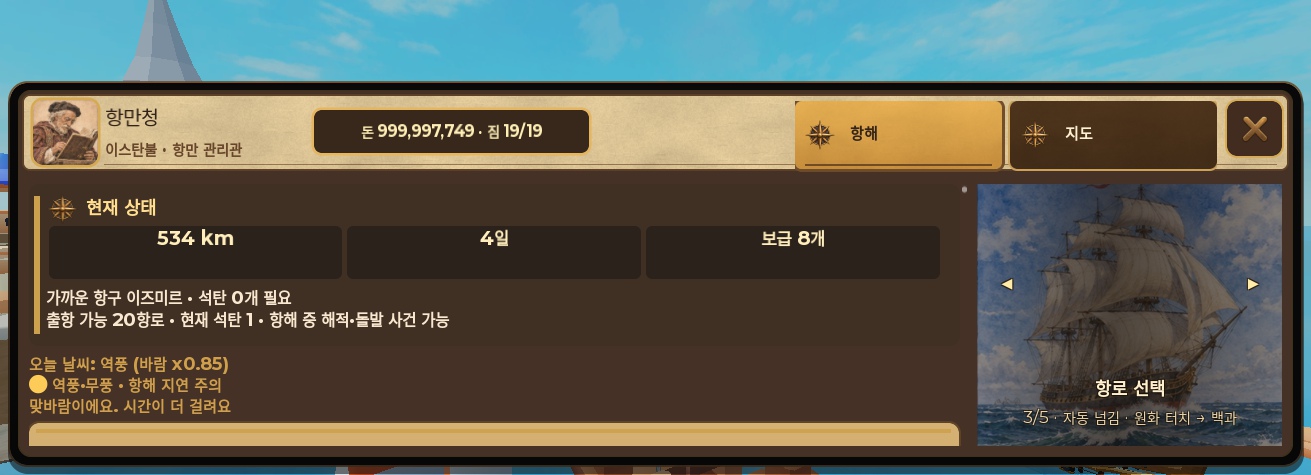 항만청
이스탄불 • 항만 관리관
돈 999,997,749 · 짐 19/19
항해
지도
현재 상태
534 km
4일
보급 8개
가까운 항구 이즈미르 • 석탄 0개 필요
출항 가능 20항로 • 현재 석탄 1 • 항해 중 해적•돌발 사건 가능
오늘 날씨: 역풍 (바람 x0.85)
역풍•무풍 • 항해 지연 주의
맞바람이에요. 시간이 더 걸려요
항로 선택
3/5 · 자동 넘김 · 원화 터치 → 백과